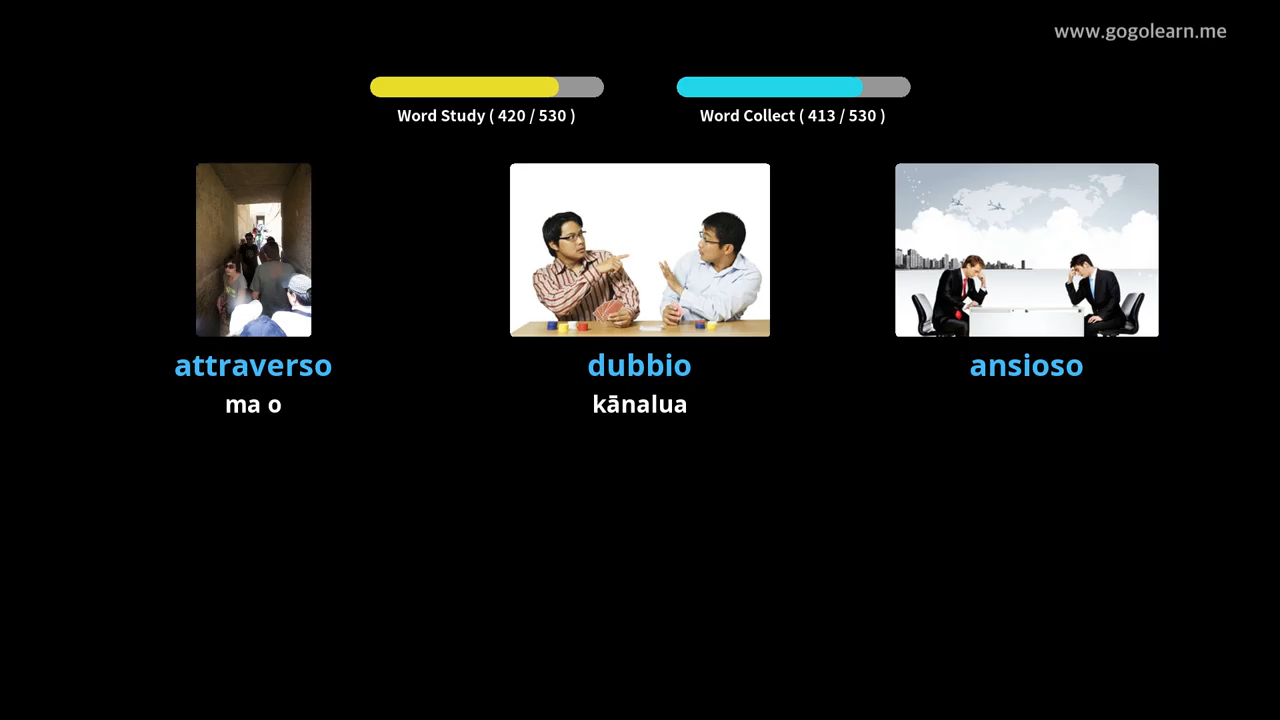 www.gogolearn.me
Word Study ( 420 / 530 )
Word Collect ( 413 / 530 )
attraverso
ma o
dubbio
kānalua
ansioso